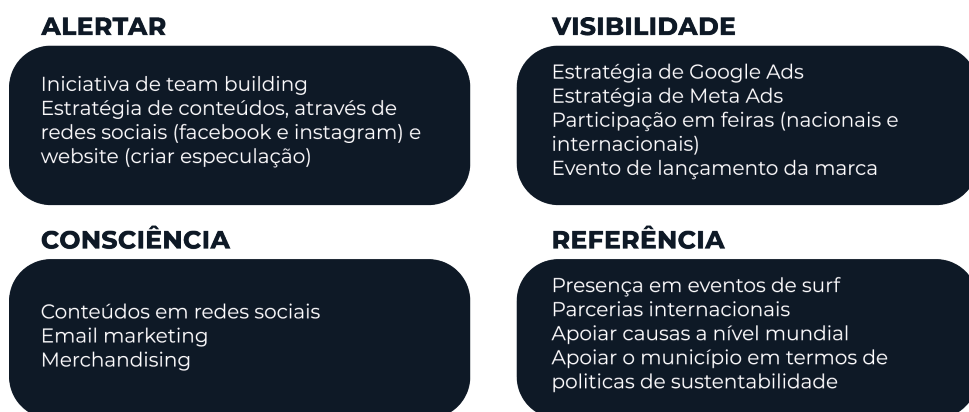 ALERTAR
Iniciativa de team building
Estratégia de conteúdos, através de
redes sociais (facebook e instagram) e
website (criar especulação)
VISIBILIDADE
Estratégia de Google Ads
Estratégia de Meta Ads
Participação em feiras (nacionais e
internacionais)
Evento de lançamento da marca
CONSCIÊNCIA
Conteúdos em redes sociais
Email marketing
Merchandising
REFERÊNCIA
Presença em eventos de surf
Parcerias internacionais
Apoiar causas a nível mundial
Apoiar o município em termos de
politicas de sustentabilidade